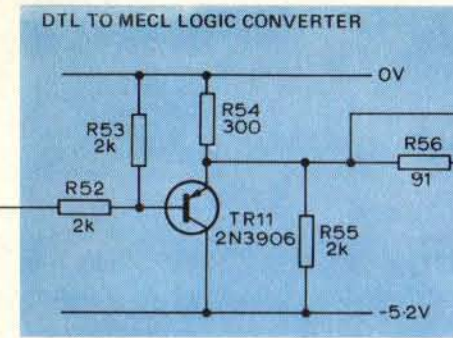 DTL TO MECL LOGIC CONVERTER
0V
R54
300
R53
2k
R56
91
R52
2k
TR11
2N3906
R55
2k
-5·2V